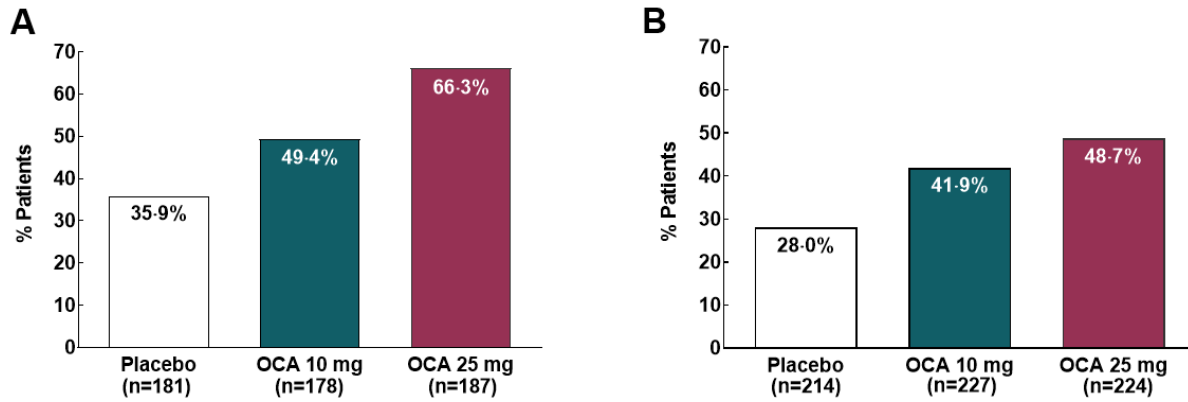 A
% Patients
70
60
50
40
30
20
10
0
35·9%
49·4%
66·3%
Placebo
(n=181)
OCA 10 mg
(n=178)
OCA 25 mg
(n=187)
B
% Patients
70
60
50
40
30
20
10
0
28·0%
41·9%
48·7%
Placebo
(n=214)
OCA 10 mg
(n=227)
OCA 25 mg
(n=224)